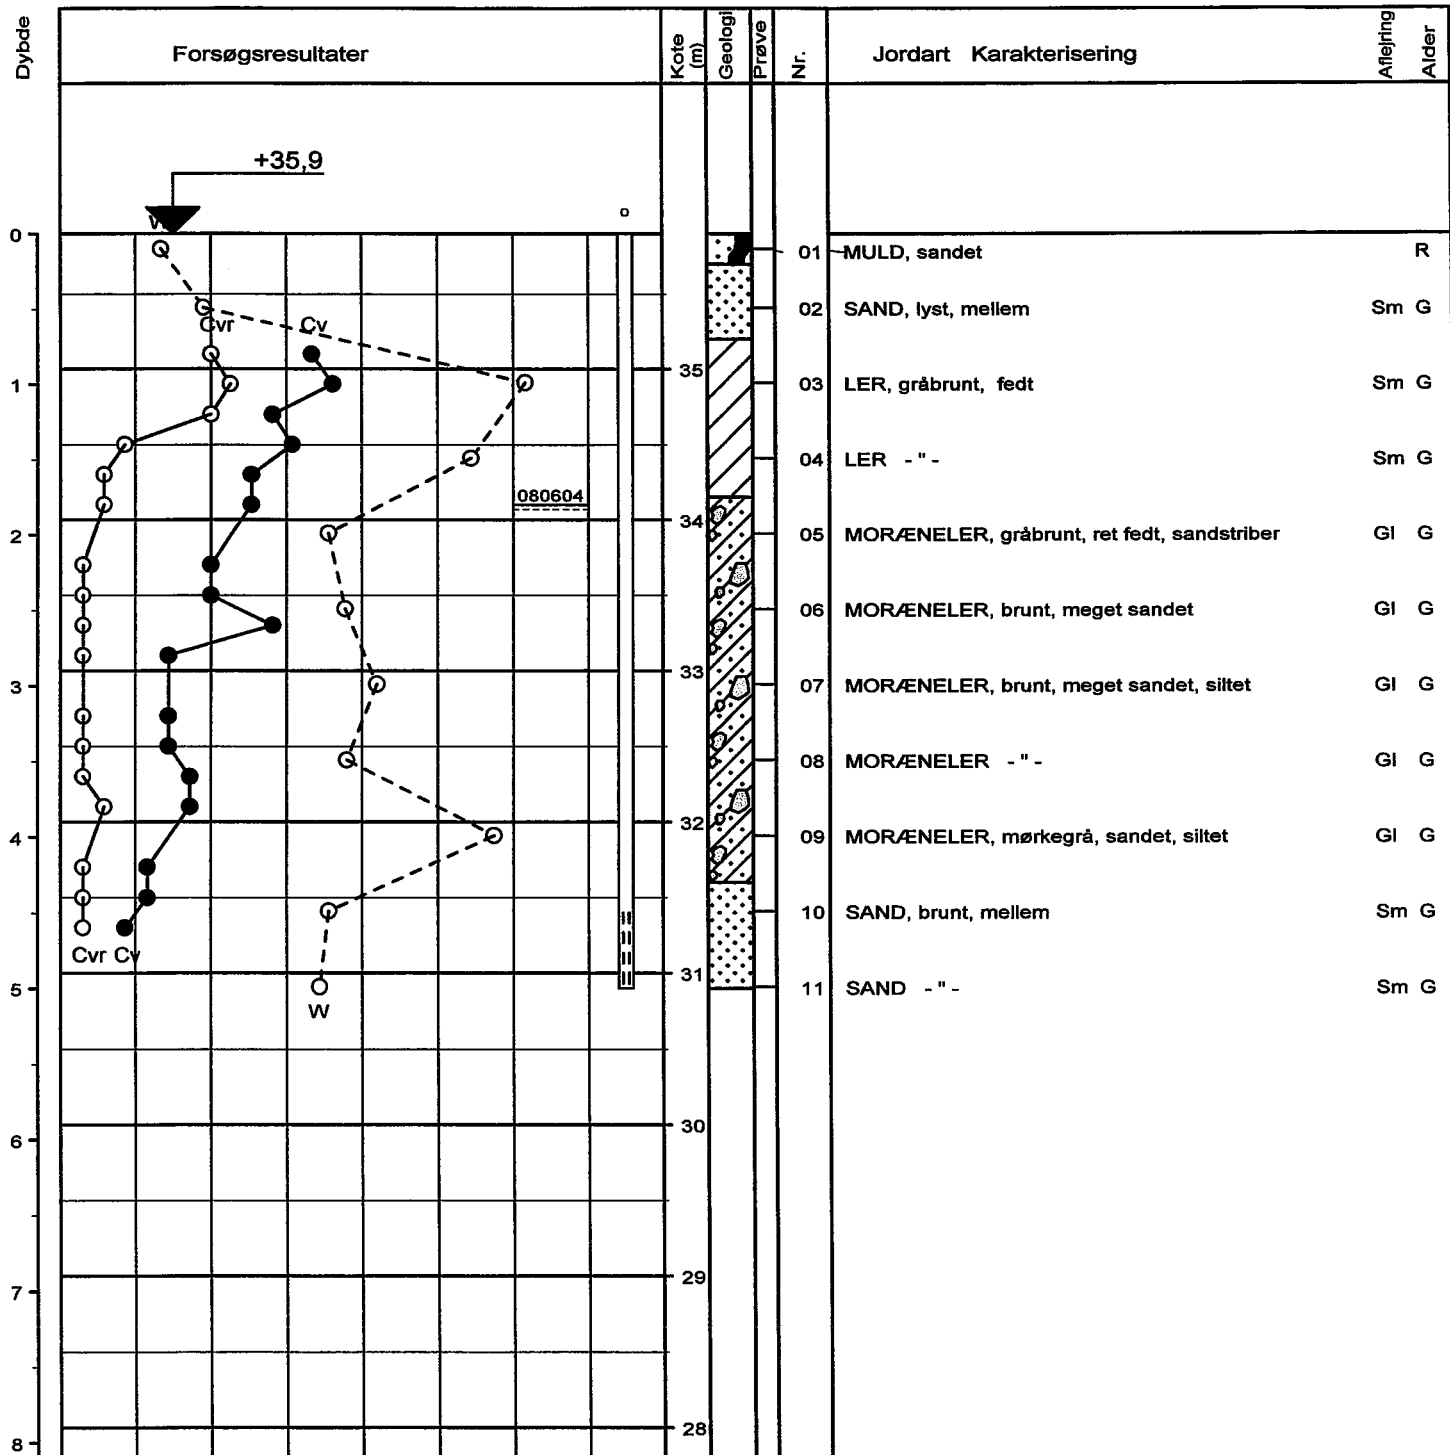 Dybde
Forsøgsresultater
Kote (m)
Geologi
Prøve
Nr.
Jordart Karakterisering
Aflejring
Alder
+35,9
0
01 MULD, sandet R
02 SAND, lyst, mellem Sm G
Cvr Cv
35
1
03 LER, gråbrunt, fedt Sm G
04 LER - " - Sm G
080604
34
2
05 MORÆNELER, gråbrunt, ret fedt, sandstriber Gl G
06 MORÆNELER, brunt, meget sandet Gl G
33
3
07 MORÆNELER, brunt, meget sandet, siltet Gl G
08 MORÆNELER - " - Gl G
32
4
09 MORÆNELER, mørkegrå, sandet, siltet Gl G
10 SAND, brunt, mellem Sm G
Cvr Cv
31
5
11 SAND - " - Sm G
W
30
6
29
7
28
8